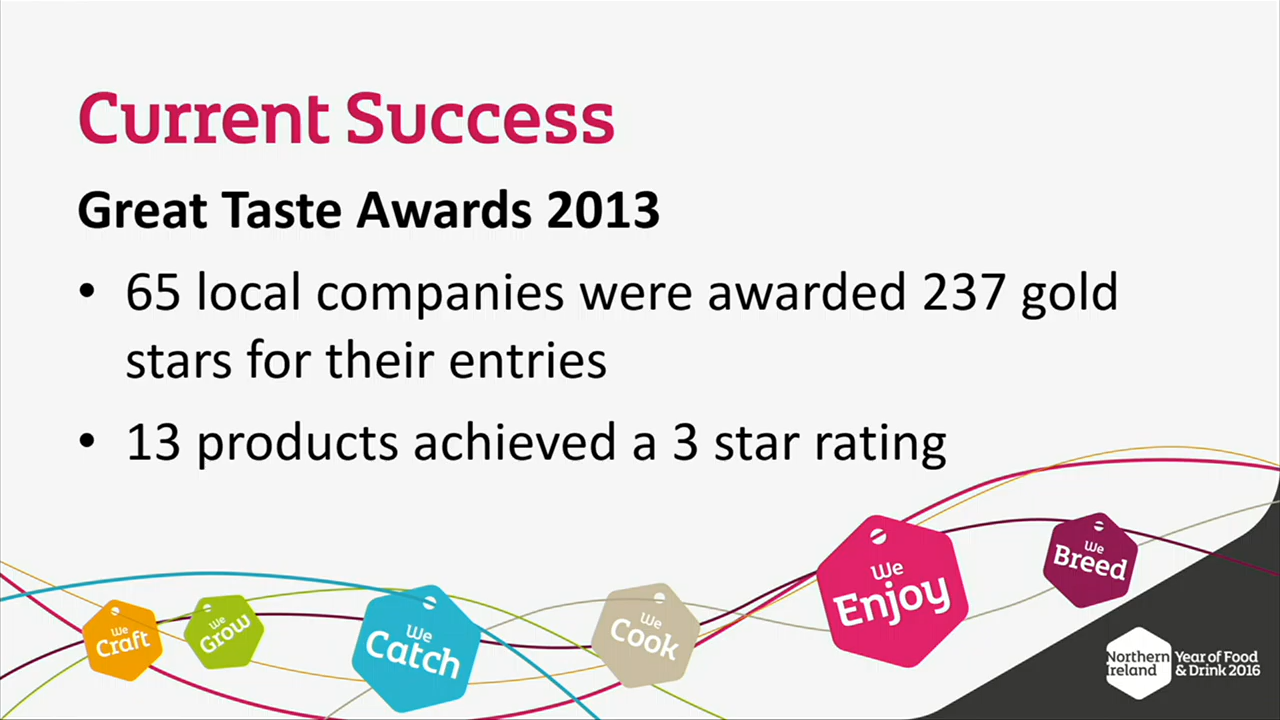 Current Success
Great Taste Awards 2013
• 65 local companies were awarded 237 gold
stars for their entries
• 13 products achieved a 3 star rating
We
Craft
We
Grow
We
Catch
We
Cook
We
Enjoy
We
Breed
Northern
Ireland
Year of Food
& Drink 2016